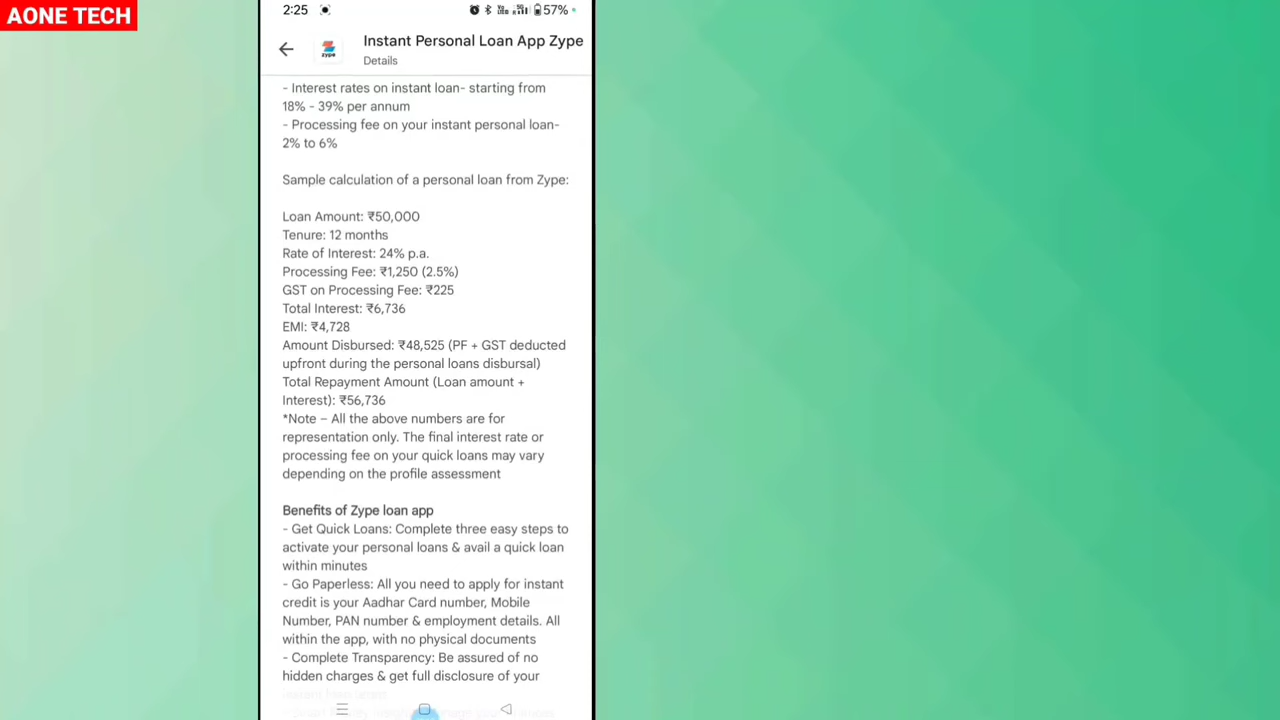 AONE TECH
2:25
57%
Instant Personal Loan App Zype
zype
Details
- Interest rates on instant loan- starting from
18% - 39% per annum
- Processing fee on your instant personal loan-
2% to 6%
Sample calculation of a personal loan from Zype:
Loan Amount: ₹50,000
Tenure: 12 months
Rate of Interest: 24% p.a.
Processing Fee: ₹1,250 (2.5%)
GST on Processing Fee: ₹225
Total Interest: ₹6,736
EMI: ₹4,728
Amount Disbursed: ₹48,525 (PF + GST deducted
upfront during the personal loans disbursal)
Total Repayment Amount (Loan amount +
Interest): ₹56,736
*Note – All the above numbers are for
representation only. The final interest rate or
processing fee on your quick loans may vary
depending on the profile assessment
Benefits of Zype loan app
- Get Quick Loans: Complete three easy steps to
activate your personal loans & avail a quick loan
within minutes
- Go Paperless: All you need to apply for instant
credit is your Aadhar Card number, Mobile
Number, PAN number & employment details. All
within the app, with no physical documents
- Complete Transparency: Be assured of no
hidden charges & get full disclosure of your